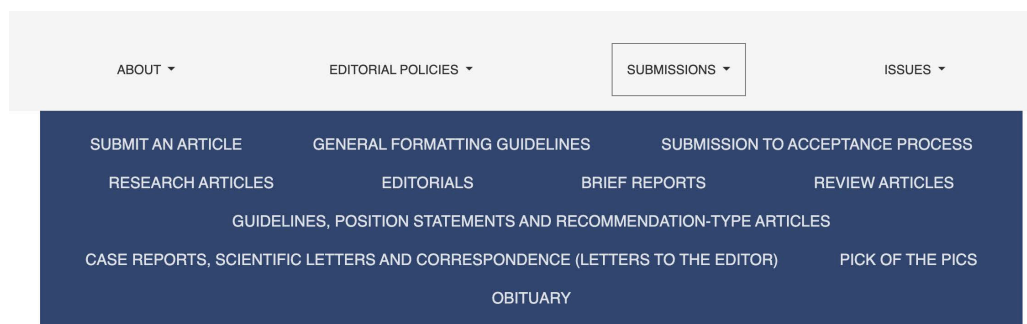 ABOUT EDITORIAL POLICIES SUBMISSIONS ISSUES
SUBMIT AN ARTICLE GENERAL FORMATTING GUIDELINES SUBMISSION TO ACCEPTANCE PROCESS
RESEARCH ARTICLES EDITORIALS BRIEF REPORTS REVIEW ARTICLES
GUIDELINES, POSITION STATEMENTS AND RECOMMENDATION-TYPE ARTICLES
CASE REPORTS, SCIENTIFIC LETTERS AND CORRESPONDENCE (LETTERS TO THE EDITOR) PICK OF THE PICS
OBITUARY